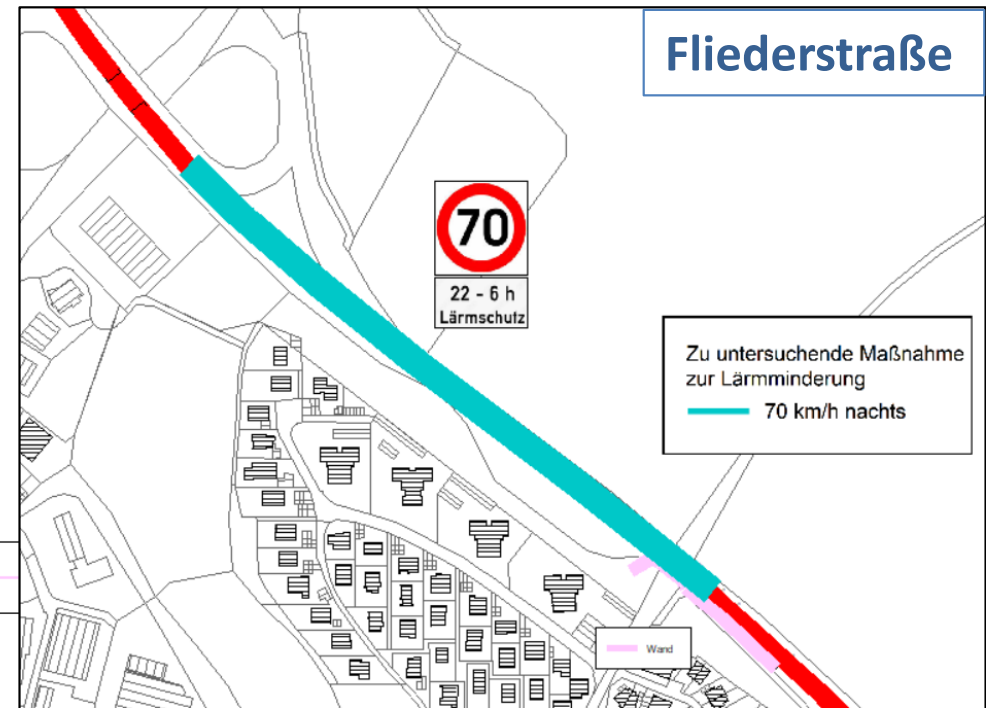 Fliederstraße
70
22 - 6 h
Lärmschutz
Zu untersuchende Maßnahme
zur Lärmminderung
70 km/h nachts
Wand